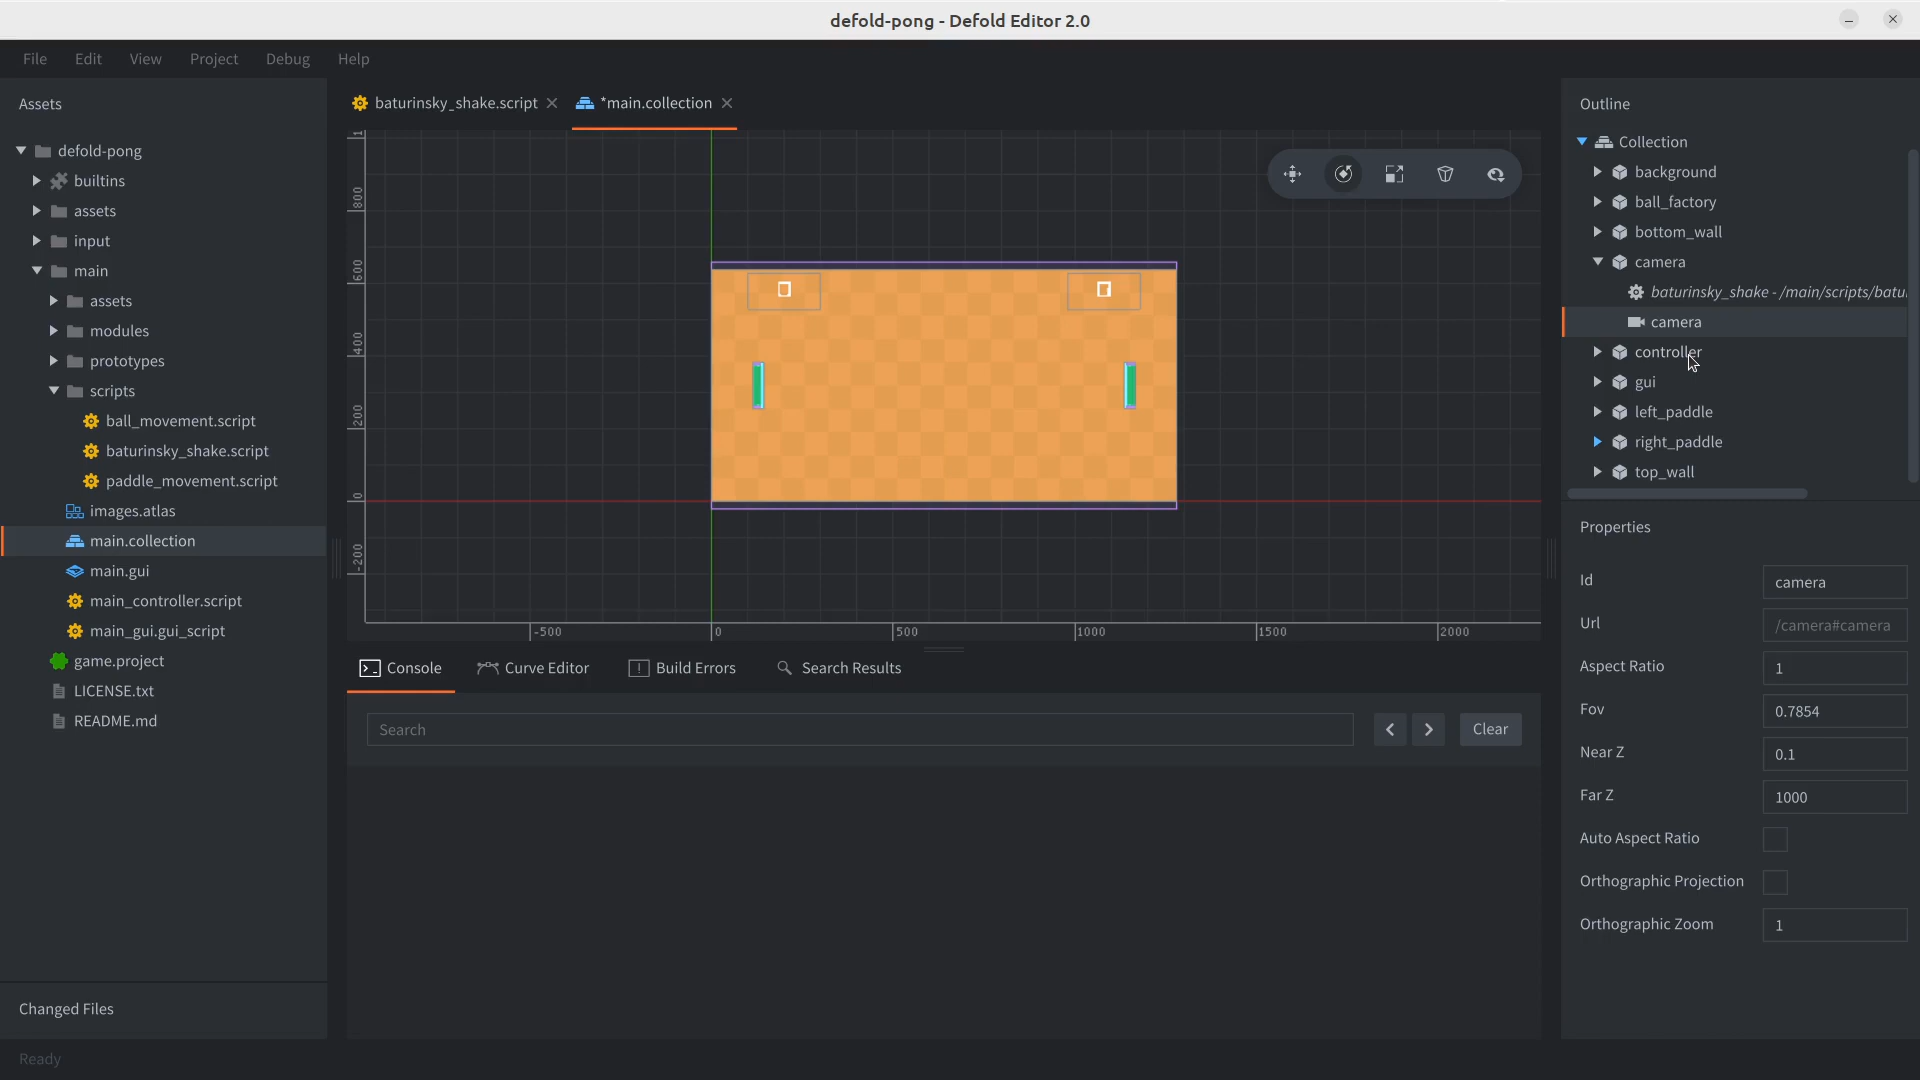 defold-pong - Defold Editor 2.0
File Edit View Project Debug Help
Assets
defold-pong
builtins
assets
input
main
assets
modules
prototypes
scripts
ball_movement.script
baturinsky_shake.script
paddle_movement.script
images.atlas
main.collection
main.gui
main_controller.script
main_gui.gui_script
game.project
LICENSE.txt
README.md
Changed Files
Ready
baturinsky_shake.script *main.collection
800
600
400
200
0
-200
-500 0 500 1000 1500 2000
Console Curve Editor Build Errors Search Results
Search Clear
Outline
Collection
background
ball_factory
bottom_wall
camera
baturinsky_shake - /main/scripts/batu
camera
controller
gui
left_paddle
right_paddle
top_wall
Properties
Id camera
Url /camera#camera
Aspect Ratio 1
Fov 0.7854
Near Z 0.1
Far Z 1000
Auto Aspect Ratio
Orthographic Projection
Orthographic Zoom 1